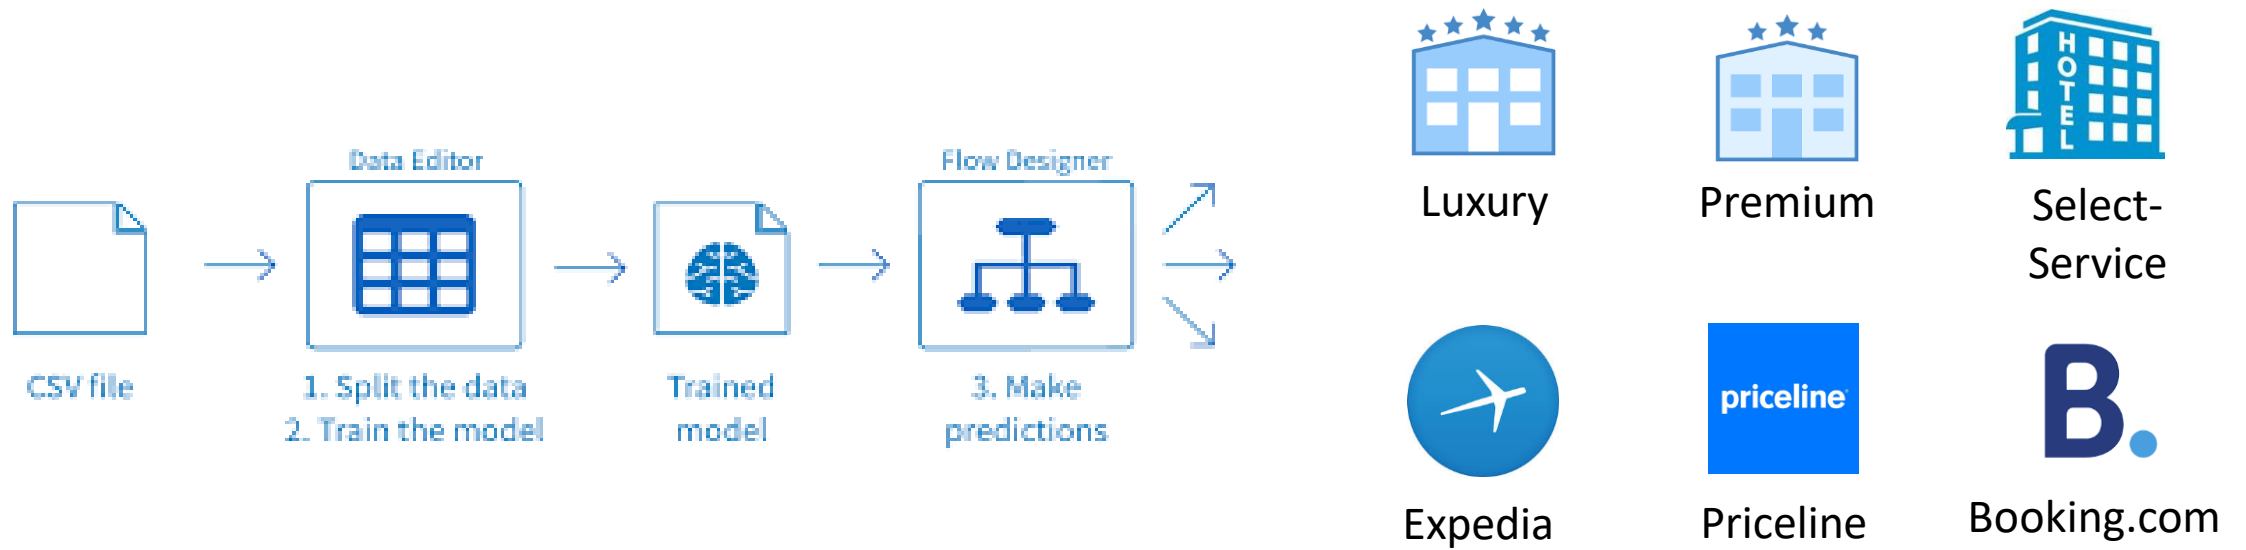 Data Editor
Flow Designer
CSV file
1. Split the data
2. Train the model
Trained
model
3. Make
predictions
HOTEL
Luxury
Premium
Select-
Service
priceline
B.
Expedia
Priceline
Booking.com